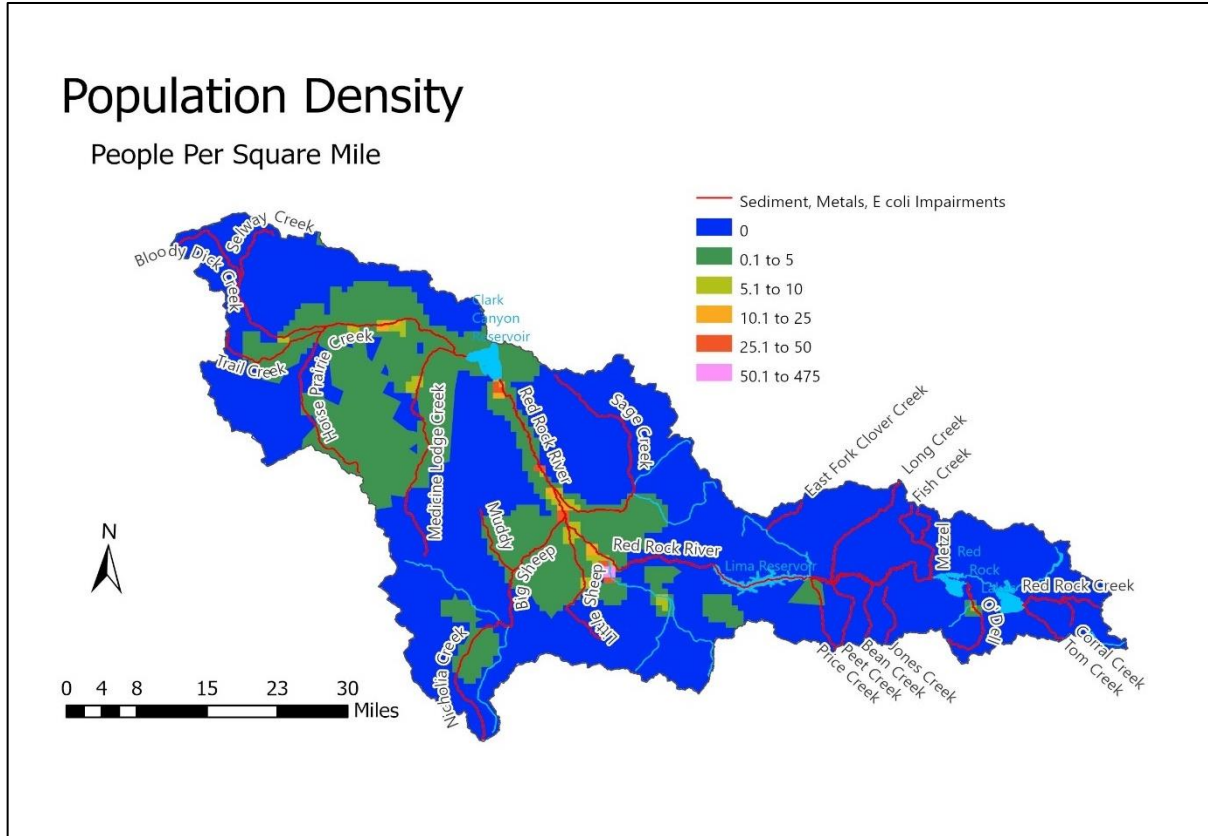 Population Density
People Per Square Mile
Sediment, Metals, E coli Impairments
0
0.1 to 5
5.1 to 10
10.1 to 25
25.1 to 50
50.1 to 475
Selway Creek
Bloody Dick Creek
Clark
Canyon
Reservoir
Trail Creek
Horse Prairie Creek
Medicine Lodge Creek
Red Rock River
Sage Creek
East Fork Clover Creek
Long Creek
Fish Creek
Metzel
Muddy
Big Sheep
Little Sheep
Red Rock River
Lima Reservoir
Red
Rock
Lakes
Red Rock Creek
O'Dell
Corral Creek
Tom Creek
Jones Creek
Bean Creek
Peet Creek
Price Creek
Nicholia Creek
N
0 4 8 15 23 30
Miles